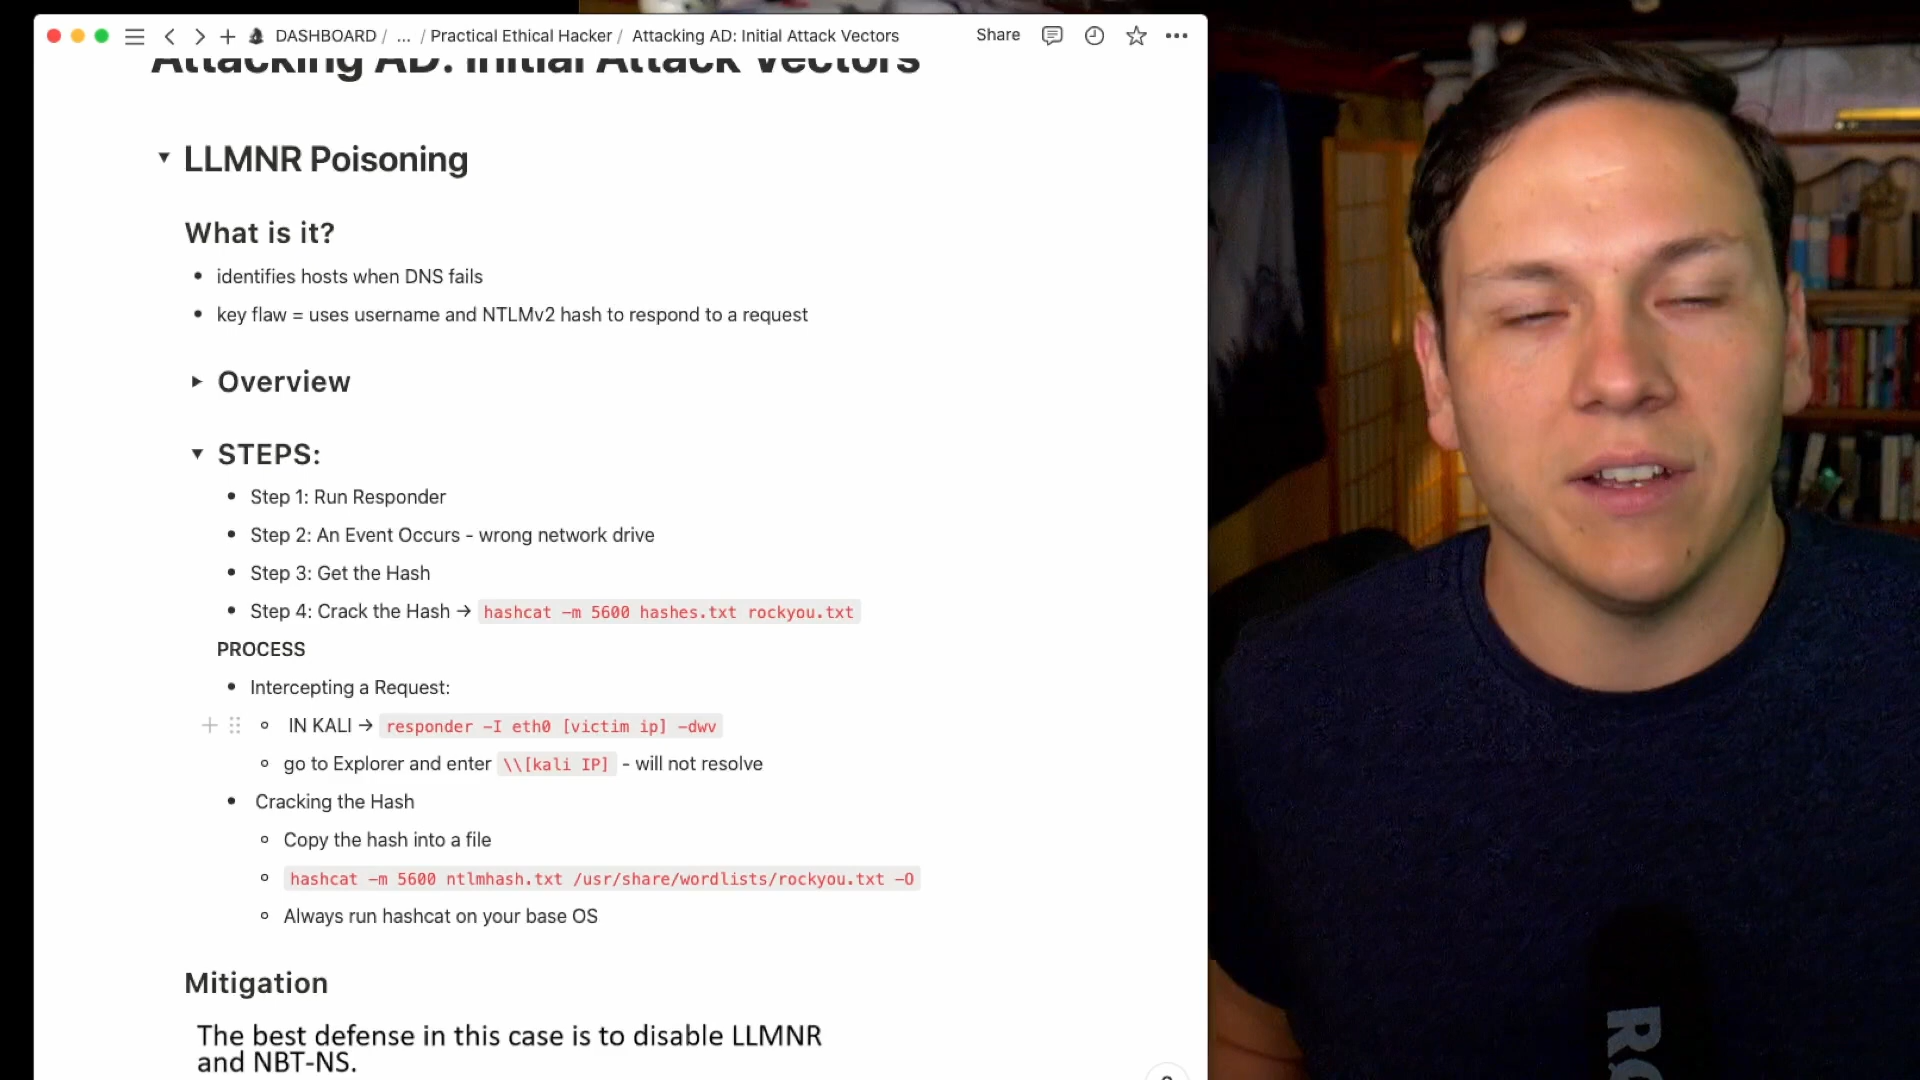 DASHBOARD / ... / Practical Ethical Hacker / Attacking AD: Initial Attack Vectors Share
Attacking AD: Initial Attack Vectors
LLMNR Poisoning
What is it?
identifies hosts when DNS fails
key flaw = uses username and NTLMv2 hash to respond to a request
Overview
STEPS:
Step 1: Run Responder
Step 2: An Event Occurs - wrong network drive
Step 3: Get the Hash
Step 4: Crack the Hash → hashcat -m 5600 hashes.txt rockyou.txt
PROCESS
Intercepting a Request:
IN KALI → responder -I eth0 [victim ip] -dwv
go to Explorer and enter \\[kali IP] - will not resolve
Cracking the Hash
Copy the hash into a file
hashcat -m 5600 ntlmhash.txt /usr/share/wordlists/rockyou.txt -O
Always run hashcat on your base OS
Mitigation
The best defense in this case is to disable LLMNR
and NBT-NS.